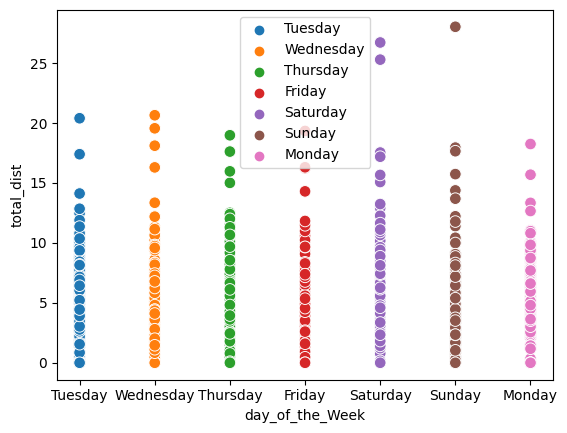 Tuesday
Wednesday
Thursday
Friday
Saturday
Sunday
Monday
25
20
15
10
5
0
total_dist
Tuesday Wednesday Thursday Friday Saturday Sunday Monday
day_of_the_Week